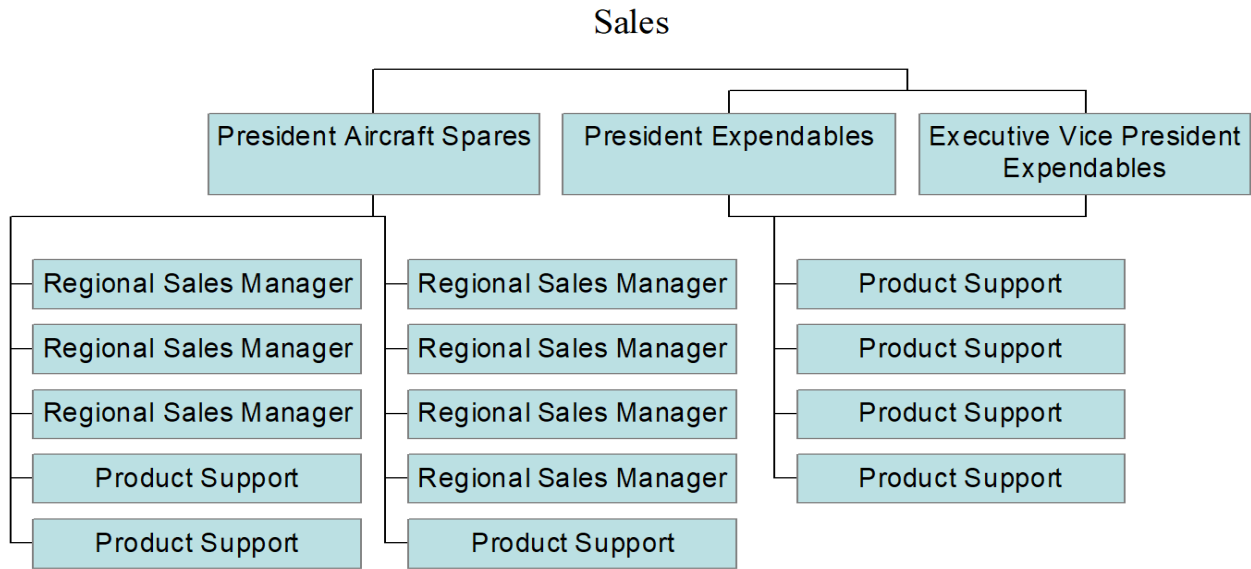 Sales
President Aircraft Spares
President Expendables
Executive Vice President
Expendables
Regional Sales Manager
Regional Sales Manager
Regional Sales Manager
Product Support
Product Support
Regional Sales Manager
Regional Sales Manager
Regional Sales Manager
Regional Sales Manager
Product Support
Product Support
Product Support
Product Support
Product Support